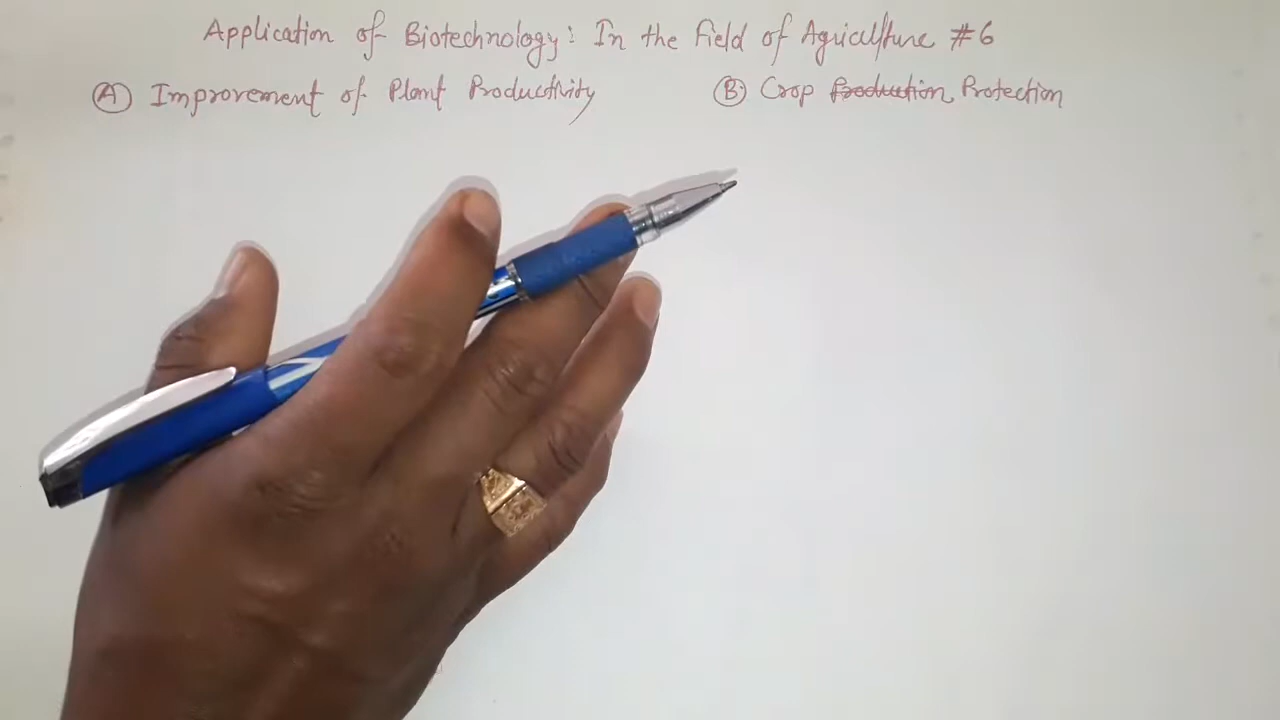 Application of Biotechnology: In the field of Agriculture #6
(A) Improvement of Plant Productivity (B) Crop Production Protection